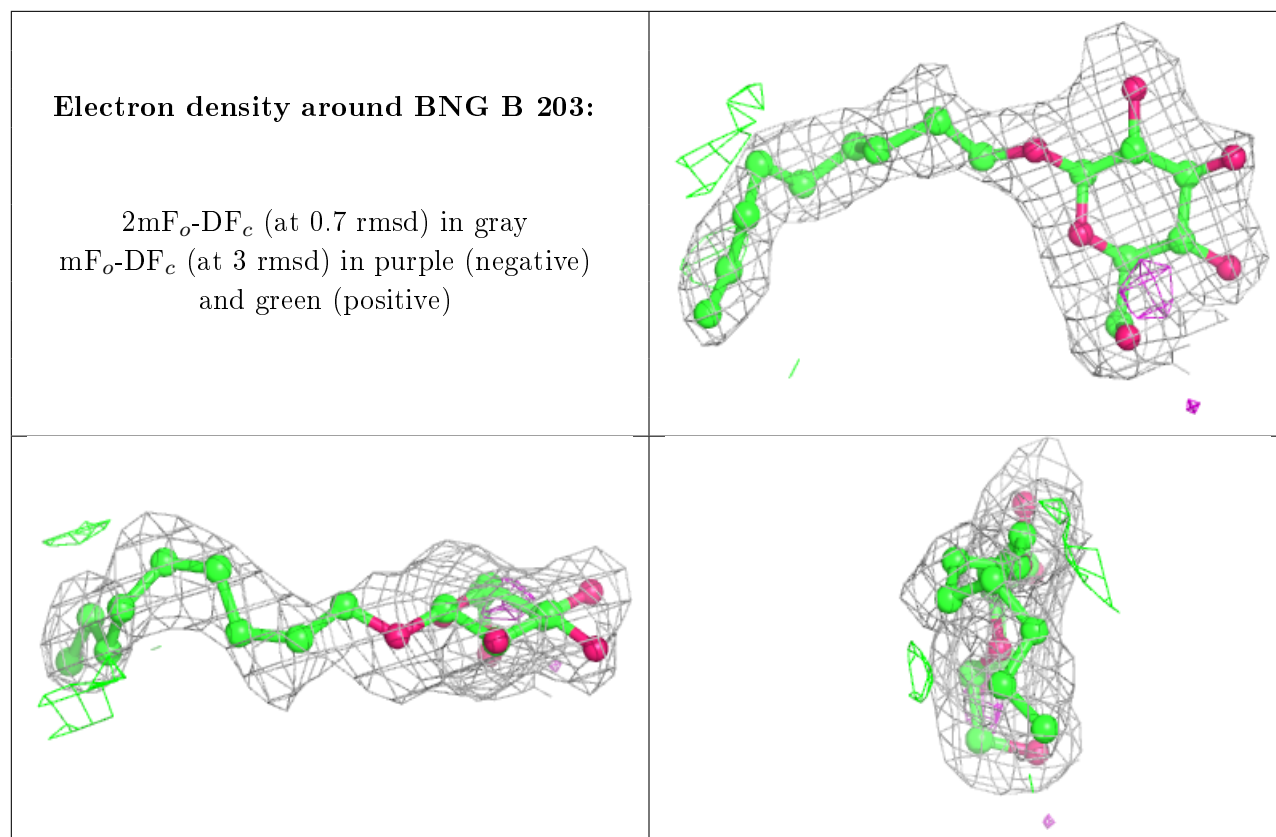 Electron density around BNG B 203:
2mFₒ-DF𝑐 (at 0.7 rmsd) in gray
mFₒ-DF𝑐 (at 3 rmsd) in purple (negative)
and green (positive)